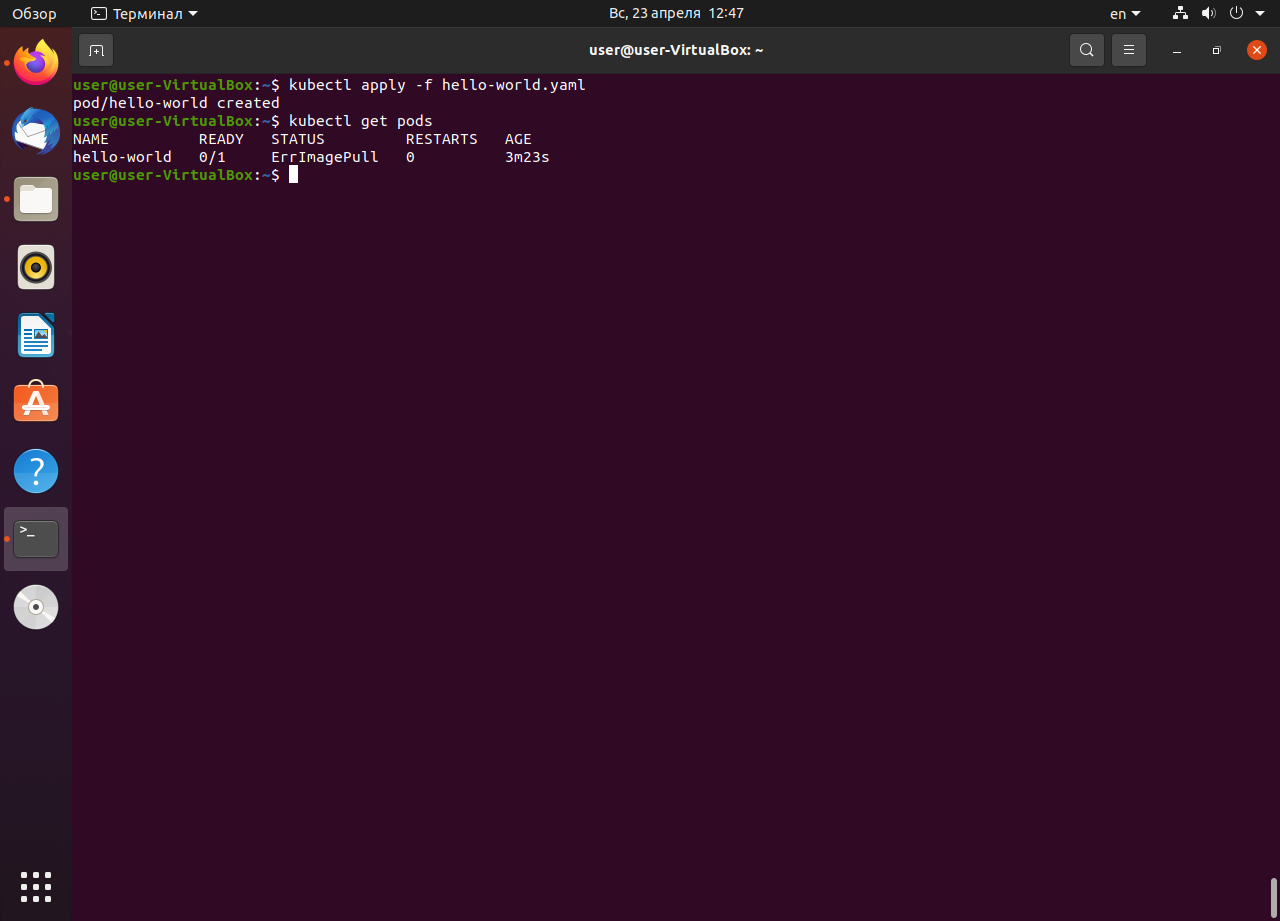 Обзор Терминал Вс, 23 апреля 12:47 en
user@user-VirtualBox: ~
user@user-VirtualBox:~$ kubectl apply -f hello-world.yaml
pod/hello-world created
user@user-VirtualBox:~$ kubectl get pods
NAME READY STATUS RESTARTS AGE
hello-world 0/1 ErrImagePull 0 3m23s
user@user-VirtualBox:~$